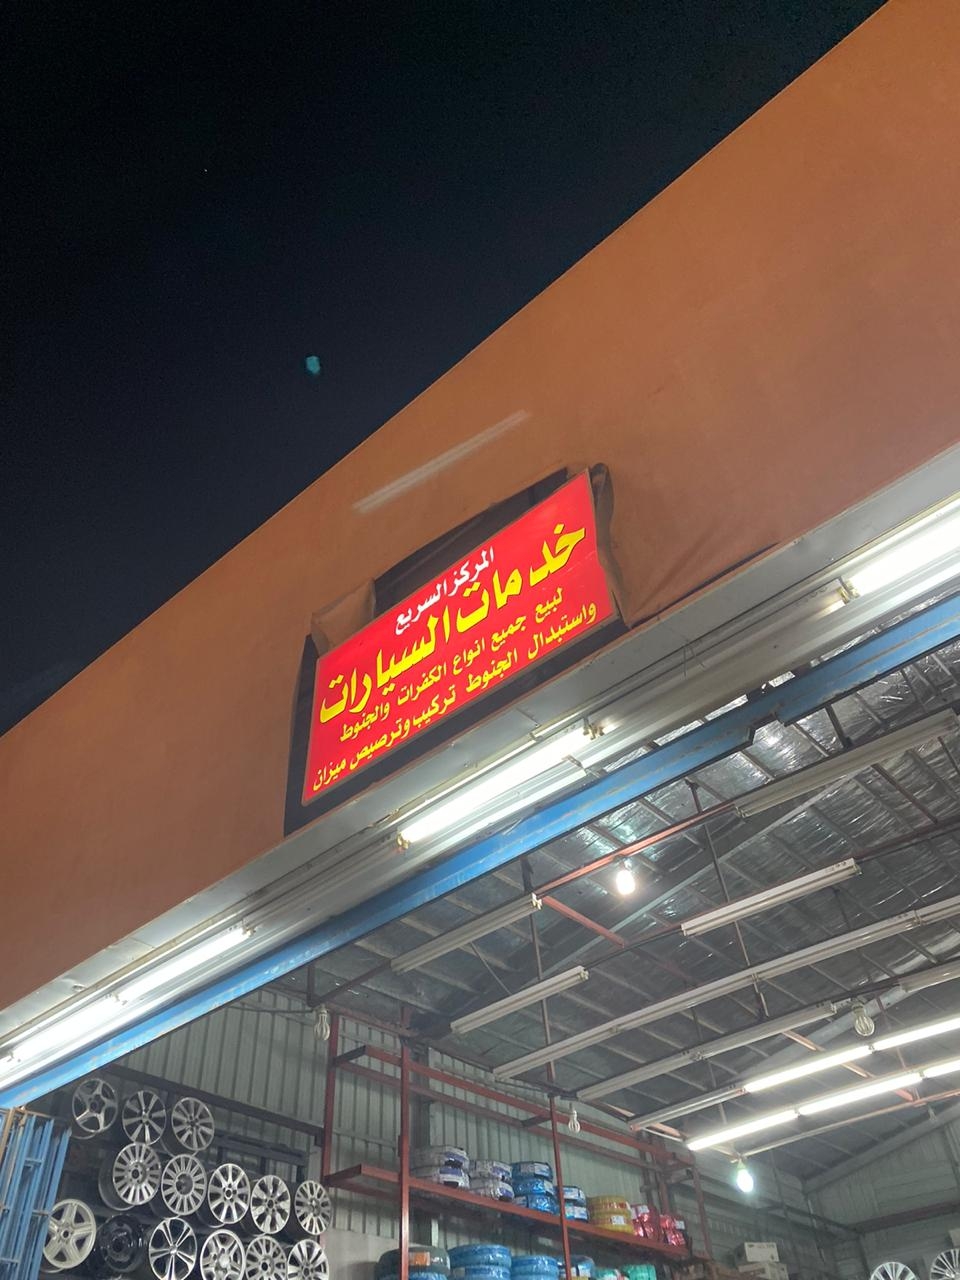 المركز السريع
خدمات السيارات
لبيع جميع انواع الكفرات والجنوط
واستبدال الجنوط تركيب وترصيص ميزان